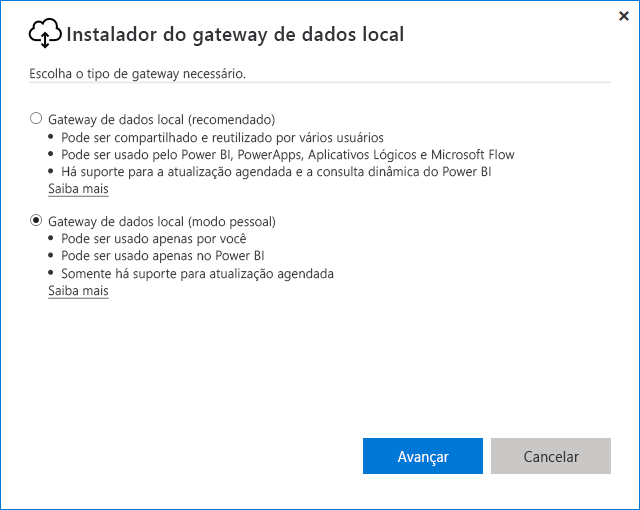 Instalador do gateway de dados local
Escolha o tipo de gateway necessário.
Gateway de dados local (recomendado)
• Pode ser compartilhado e reutilizado por vários usuários
• Pode ser usado pelo Power BI, PowerApps, Aplicativos Lógicos e Microsoft Flow
• Há suporte para a atualização agendada e a consulta dinâmica do Power BI
Saiba mais
Gateway de dados local (modo pessoal)
• Pode ser usado apenas por você
• Pode ser usado apenas no Power BI
• Somente há suporte para atualização agendada
Saiba mais
Avançar Cancelar